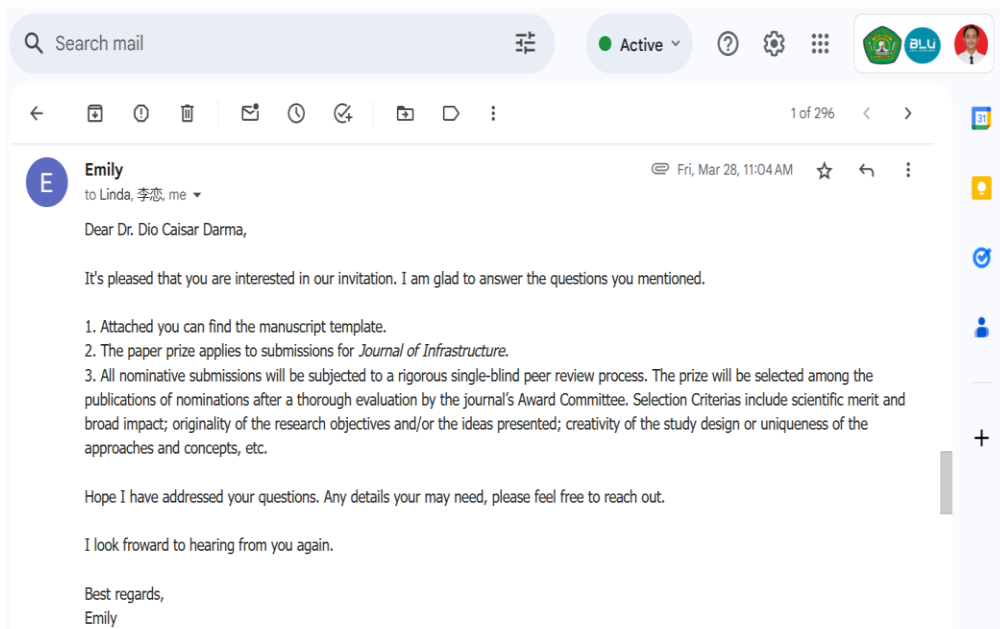 Search mail
Active
BLU
1 of 296
31
E
Emily
Fri, Mar 28, 11:04 AM
to Linda, 李恋, me
Dear Dr. Dio Caisar Darma,
It's pleased that you are interested in our invitation. I am glad to answer the questions you mentioned.
1. Attached you can find the manuscript template.
2. The paper prize applies to submissions for Journal of Infrastructure.
3. All nominative submissions will be subjected to a rigorous single-blind peer review process. The prize will be selected among the
publications of nominations after a thorough evaluation by the journal's Award Committee. Selection Criterias include scientific merit and
broad impact; originality of the research objectives and/or the ideas presented; creativity of the study design or uniqueness of the
approaches and concepts, etc.
Hope I have addressed your questions. Any details your may need, please feel free to reach out.
I look froward to hearing from you again.
Best regards,
Emily